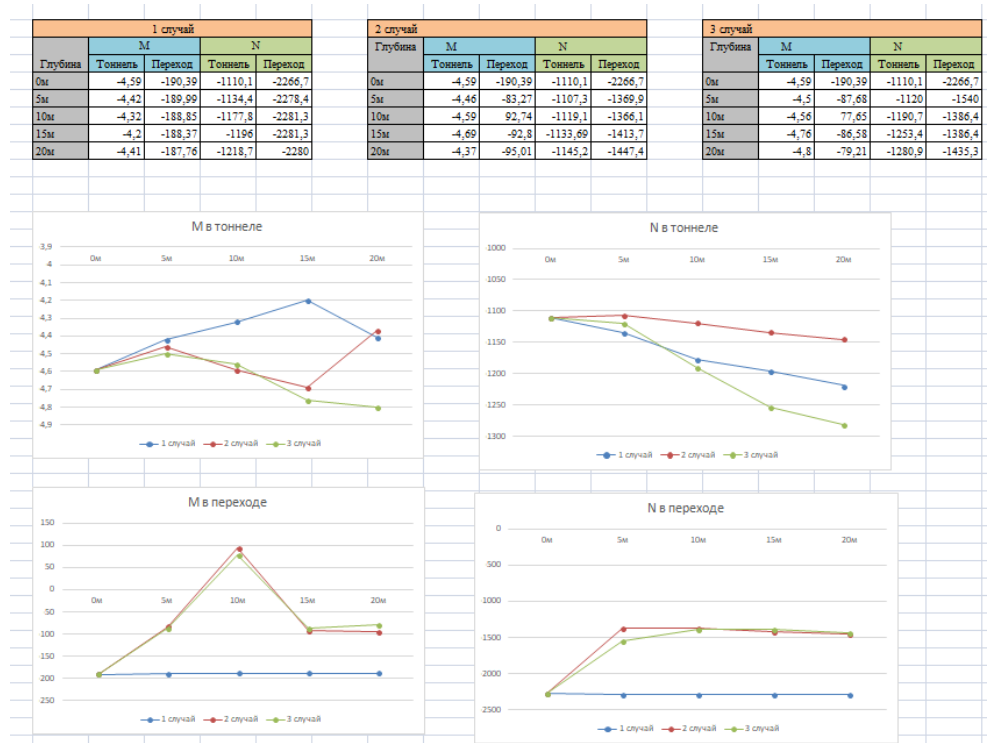 1 случай 2 случай 3 случай
М N Глубина М N Глубина М N
Глубина Тоннель Переход Тоннель Переход Тоннель Переход Тоннель Переход Тоннель Переход Тоннель Переход
0м -4,59 -190,39 -1110,1 -2266,7 0м -4,59 -190,39 -1110,1 -2266,7 0м -4,59 -190,39 -1110,1 -2266,7
5м -4,42 -189,99 -1134,4 -2278,4 5м -4,46 -83,27 -1107,3 -1369,9 5м -4,5 -87,68 -1120 -1540
10м -4,32 -188,85 -1177,8 -2281,3 10м -4,59 92,74 -1119,1 -1366,1 10м -4,56 77,65 -1190,7 -1386,4
15м -4,2 -188,37 -1196 -2281,3 15м -4,69 -92,8 -1133,69 -1413,7 15м -4,76 -86,58 -1253,4 -1386,4
20м -4,41 -187,76 -1218,7 -2280 20м -4,37 -95,01 -1145,2 -1447,4 20м -4,8 -79,21 -1280,9 -1435,3
М в тоннеле
3,9
0м 5м 10м 15м 20м
4
4,1
4,2
4,3
4,4
4,5
4,6
4,7
4,8
4,9
1 случай 2 случай 3 случай
N в тоннеле
1000
0м 5м 10м 15м 20м
1050
1100
1150
1200
1250
1300
1 случай 2 случай 3 случай
М в переходе
150
100
50
0
0м 5м 10м 15м 20м
50
100
150
200
250
1 случай 2 случай 3 случай
N в переходе
0
0м 5м 10м 15м 20м
500
1000
1500
2000
2500
1 случай 2 случай 3 случай